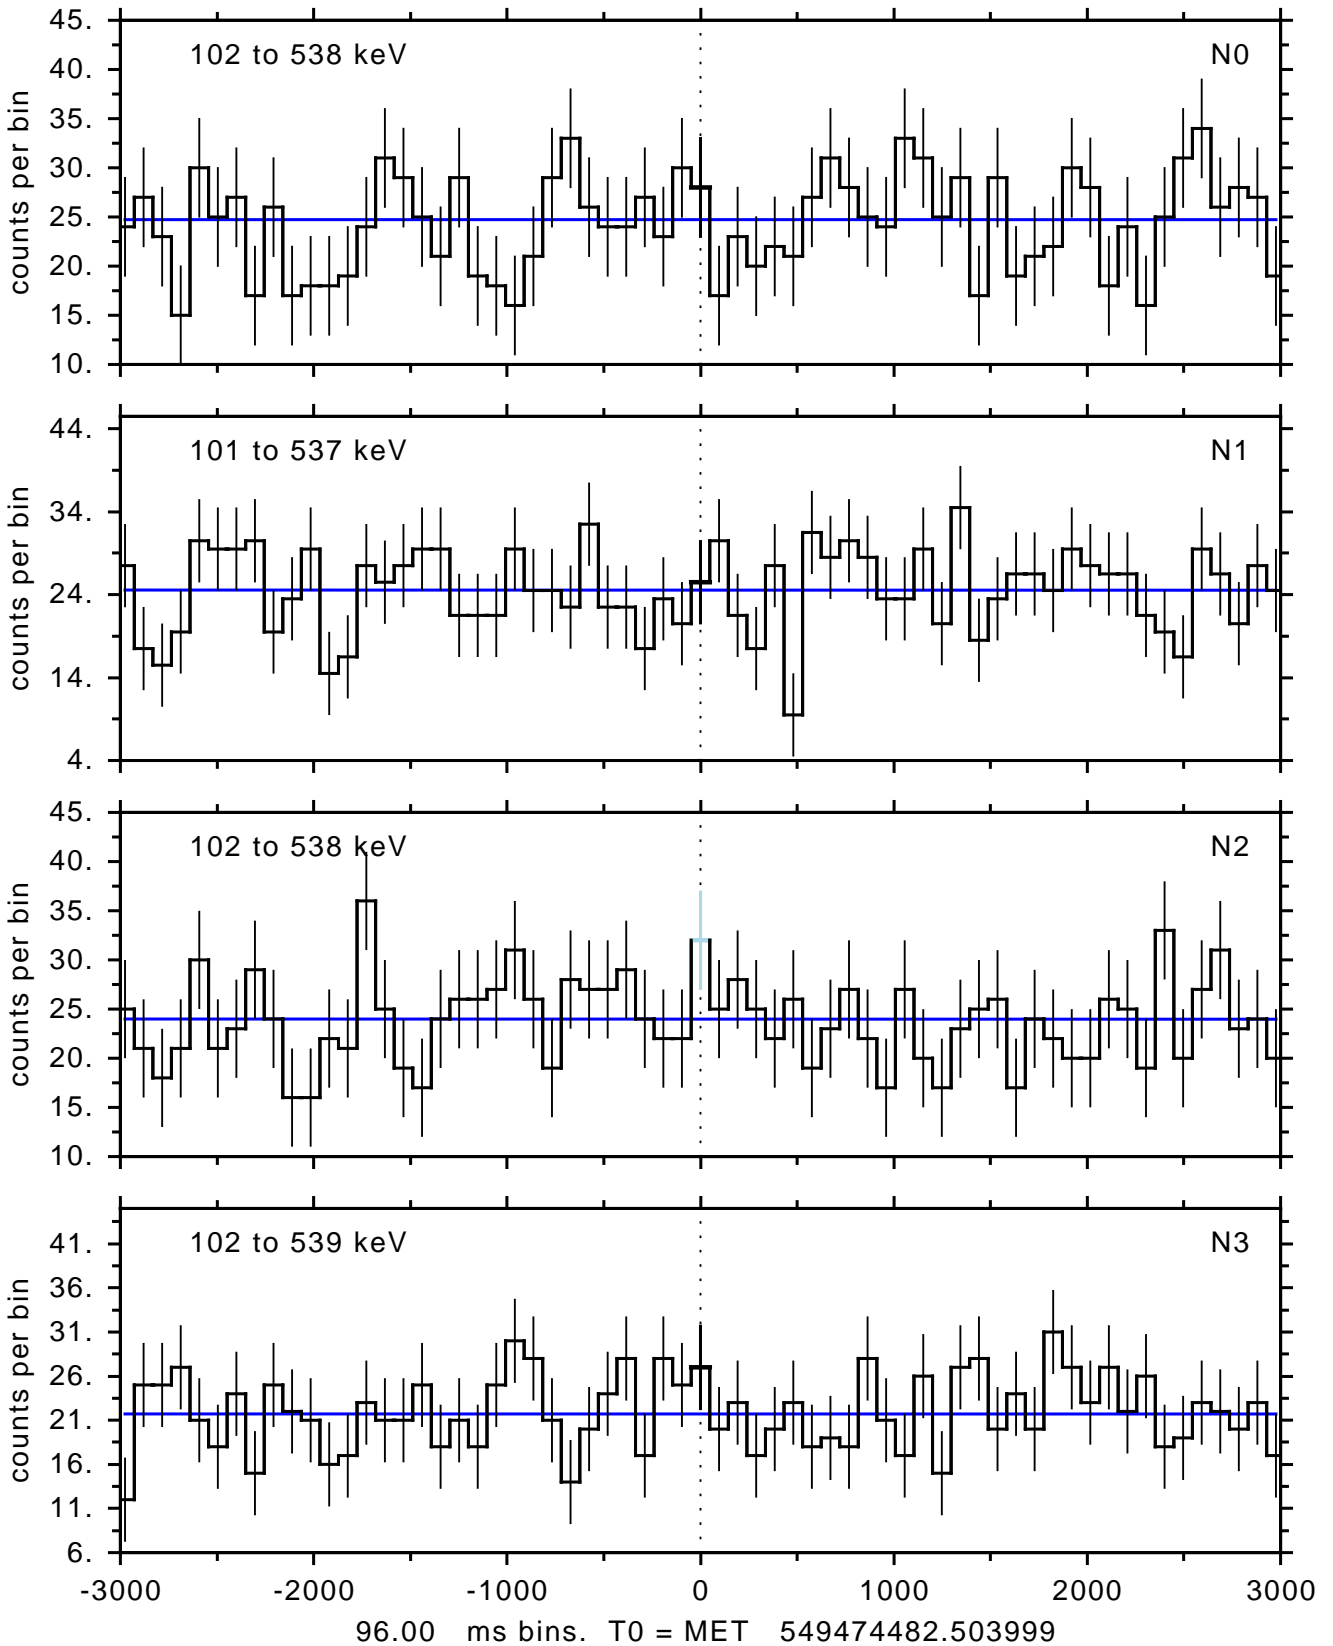 45.
102 to 538 keV N0
40.
35.
30.
25.
20.
15.
10.
counts per bin
44.
101 to 537 keV N1
34.
24.
14.
4.
counts per bin
45.
102 to 538 keV N2
40.
35.
30.
25.
20.
15.
10.
counts per bin
41.
102 to 539 keV N3
36.
31.
26.
21.
16.
11.
6.
counts per bin
-3000 -2000 -1000 0 1000 2000 3000
96.00 ms bins. T0 = MET 549474482.503999